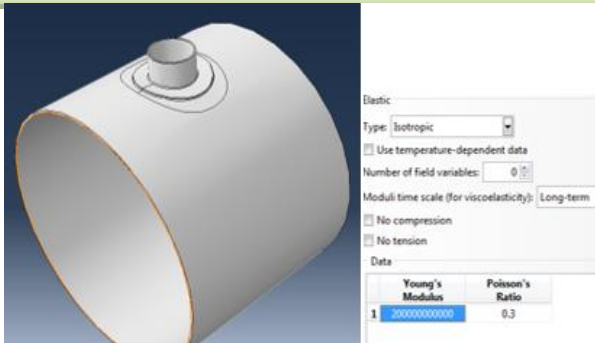 Elastic
Type: Isotropic
Use temperature-dependent data
Number of field variables: 0
Moduli time scale (for viscoelasticity): Long-term
No compression
No tension
Data
Young's Modulus Poisson's Ratio
1 200000000000 0.3